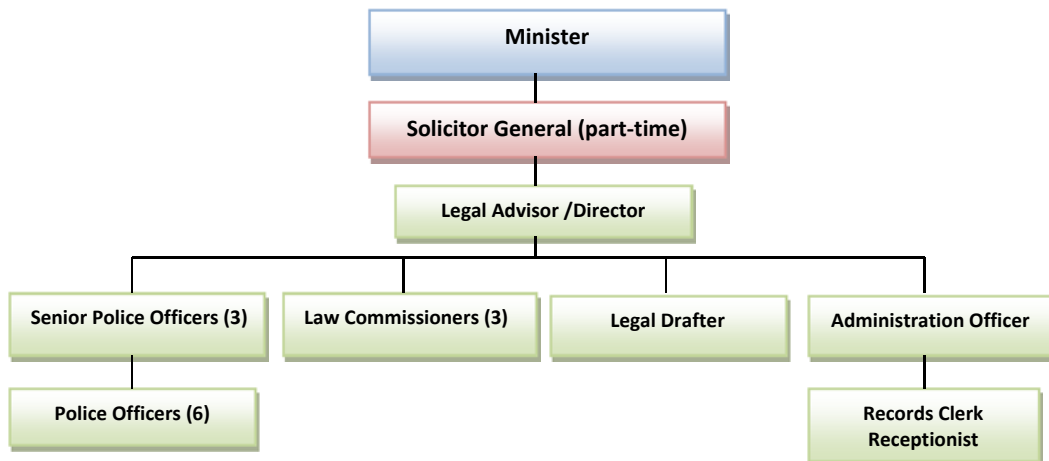 Minister
Solicitor General (part-time)
Legal Advisor /Director
Senior Police Officers (3)
Law Commissioners (3)
Legal Drafter
Administration Officer
Police Officers (6)
Records Clerk
Receptionist